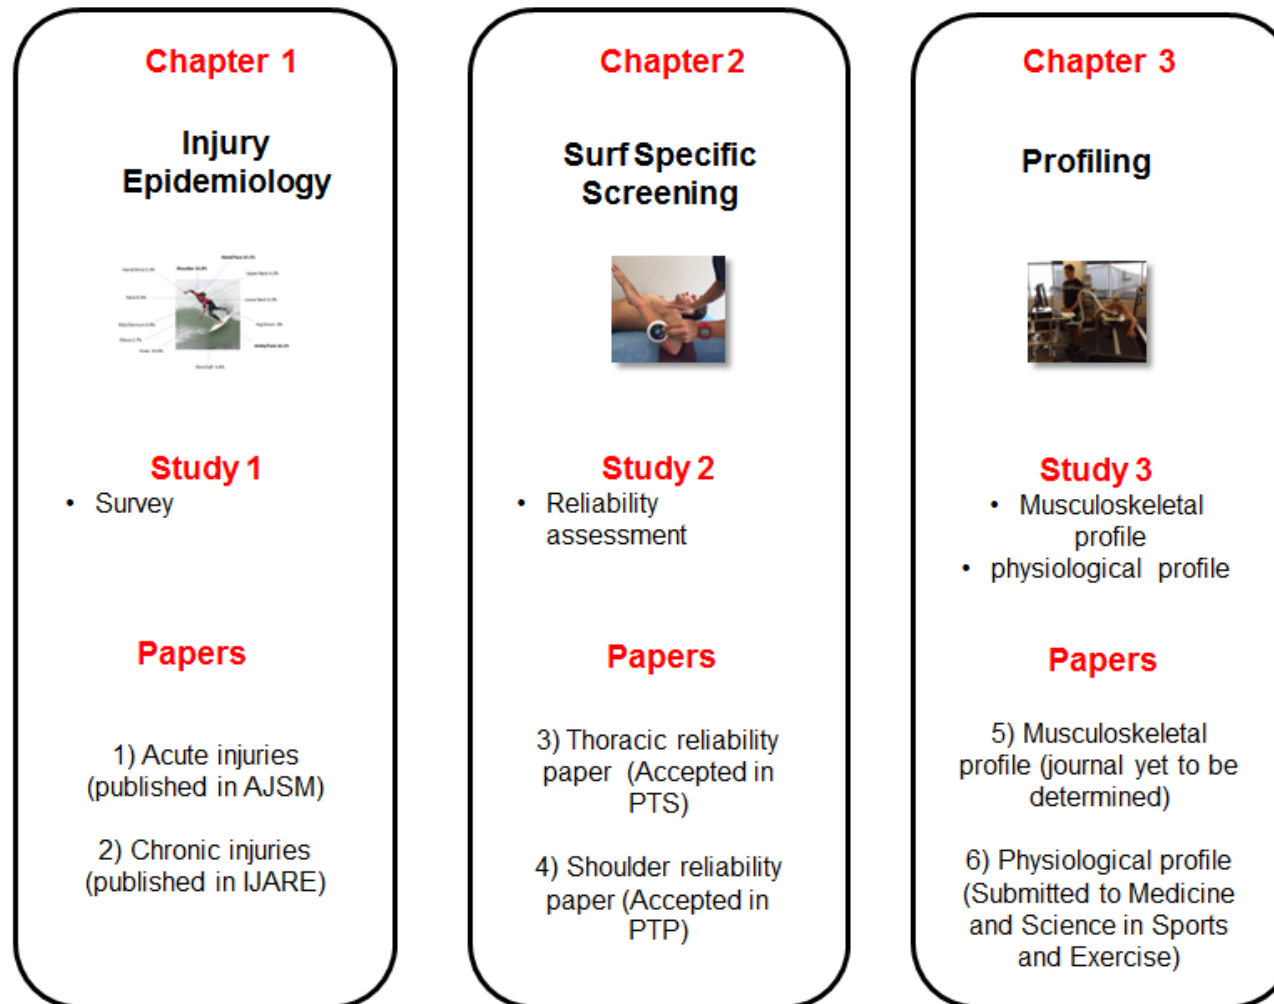 Chapter 1
Injury
Epidemiology
Study 1
• Survey
Papers
1) Acute injuries
(published in AJSM)
2) Chronic injuries
(published in IJARE)
Chapter 2
Surf Specific
Screening
Study 2
• Reliability
assessment
Papers
3) Thoracic reliability
paper (Accepted in
PTS)
4) Shoulder reliability
paper (Accepted in
PTP)
Chapter 3
Profiling
Study 3
• Musculoskeletal
profile
• physiological profile
Papers
5) Musculoskeletal
profile (journal yet to be
determined)
6) Physiological profile
(Submitted to Medicine
and Science in Sports
and Exercise)